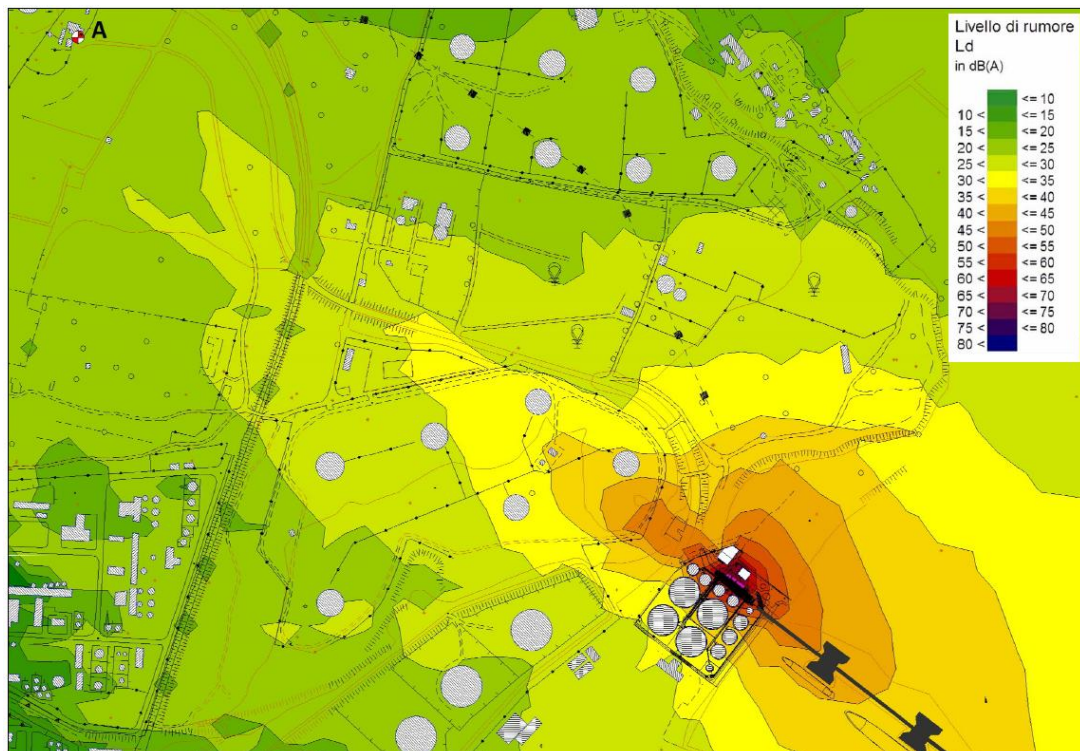 A
Livello di rumore
Ld
in dB(A)
<= 10
10 < <= 15
15 < <= 20
20 < <= 25
25 < <= 30
30 < <= 35
35 < <= 40
40 < <= 45
45 < <= 50
50 < <= 55
55 < <= 60
60 < <= 65
65 < <= 70
70 < <= 75
75 < <= 80
80 <